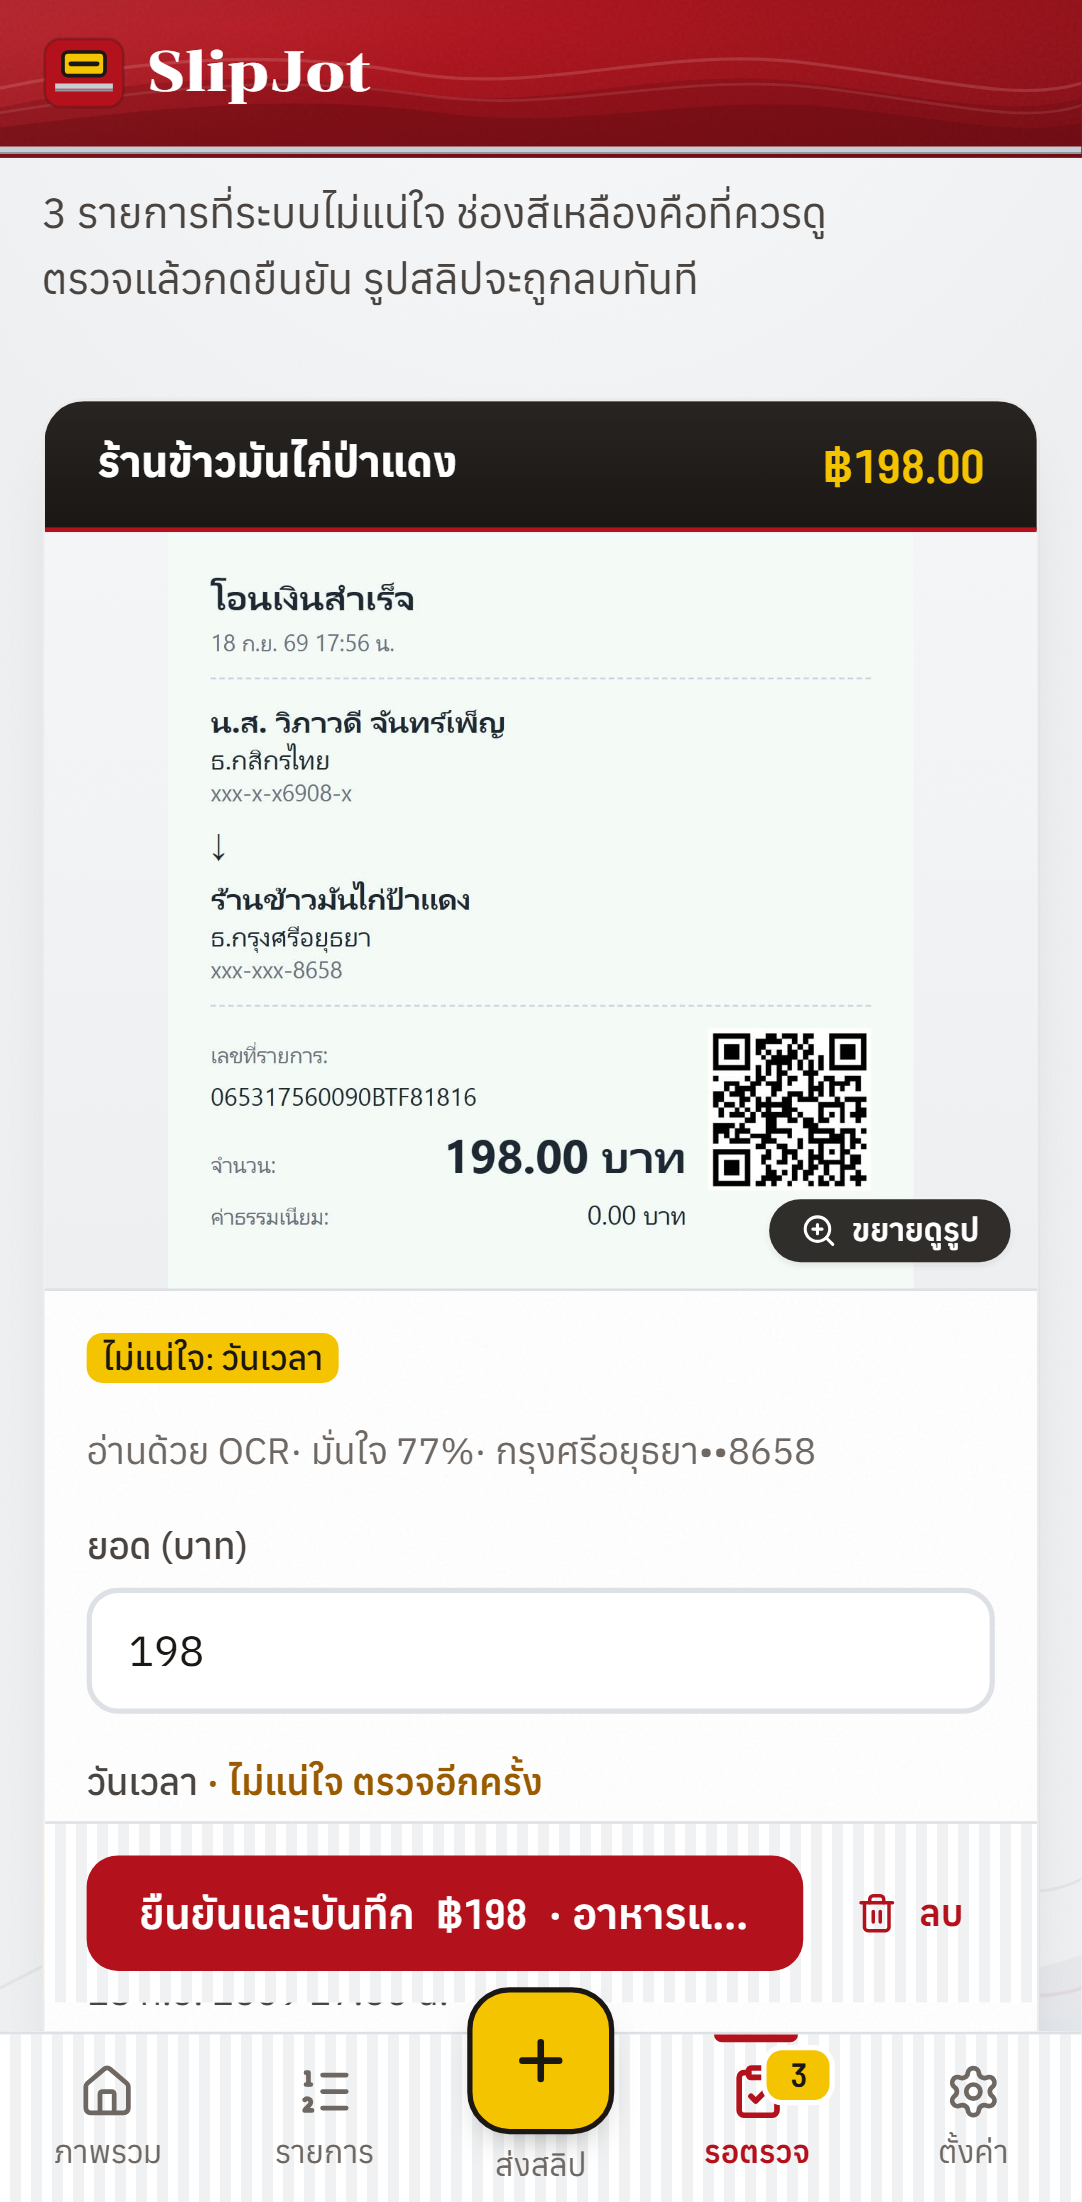 SlipJot
3 รายการที่ระบบไม่แน่ใจ ช่องสีเหลืองคือที่ควรดู
ตรวจแล้วกดยืนยัน รูปสลิปจะถูกลบทันที
ร้านข้าวมันไก่ป่าแดง
฿198.00
โอนเงินสำเร็จ
18 ก.ย. 69 17:56 น.
น.ส. วิภาวดี จันทร์เพ็ญ
ธ.กสิกรไทย
xxx-x-x6908-x
↓
ร้านข้าวมันไก่ป้าแดง
ธ.กรุงศรีอยุธยา
xxx-xxx-8658
เลขที่รายการ:
065317560090BTF81816
จำนวน: 198.00 บาท
ค่าธรรมเนียม: 0.00 บาท
ขยายดูรูป
ไม่แน่ใจ: วันเวลา
อ่านด้วย OCR· มั่นใจ 77%· กรุงศรีอยุธยา••8658
ยอด (บาท)
198
วันเวลา · ไม่แน่ใจ ตรวจอีกครั้ง
ยืนยันและบันทึก ฿198 · อาหารแ...
ลบ
3
ภาพรวม
รายการ
ส่งสลิป
รอตรวจ
ตั้งค่า